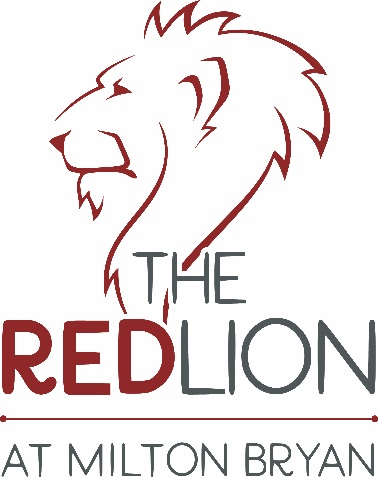 THE
REDLION
AT MILTON BRYAN